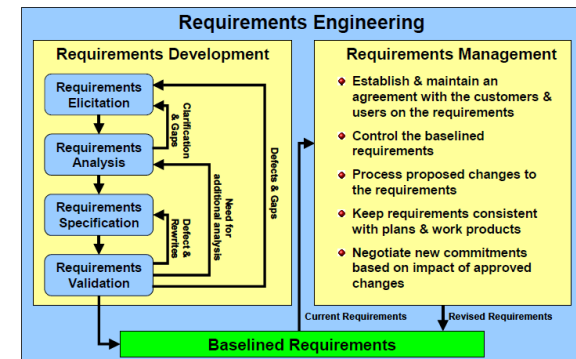 Requirements Engineering
Requirements Development
Requirements
Elicitation
Clarification
& Gaps
Requirements
Analysis
Defects & Gaps
Need for
additional analysis
Requirements
Specification
Defect &
Rewrites
Requirements
Validation
Requirements Management
Establish & maintain an
agreement with the customers &
users on the requirements
Control the baselined
requirements
Process proposed changes to
the requirements
Keep requirements consistent
with plans & work products
Negotiate new commitments
based on impact of approved
changes
Current Requirements
Revised Requirements
Baselined Requirements